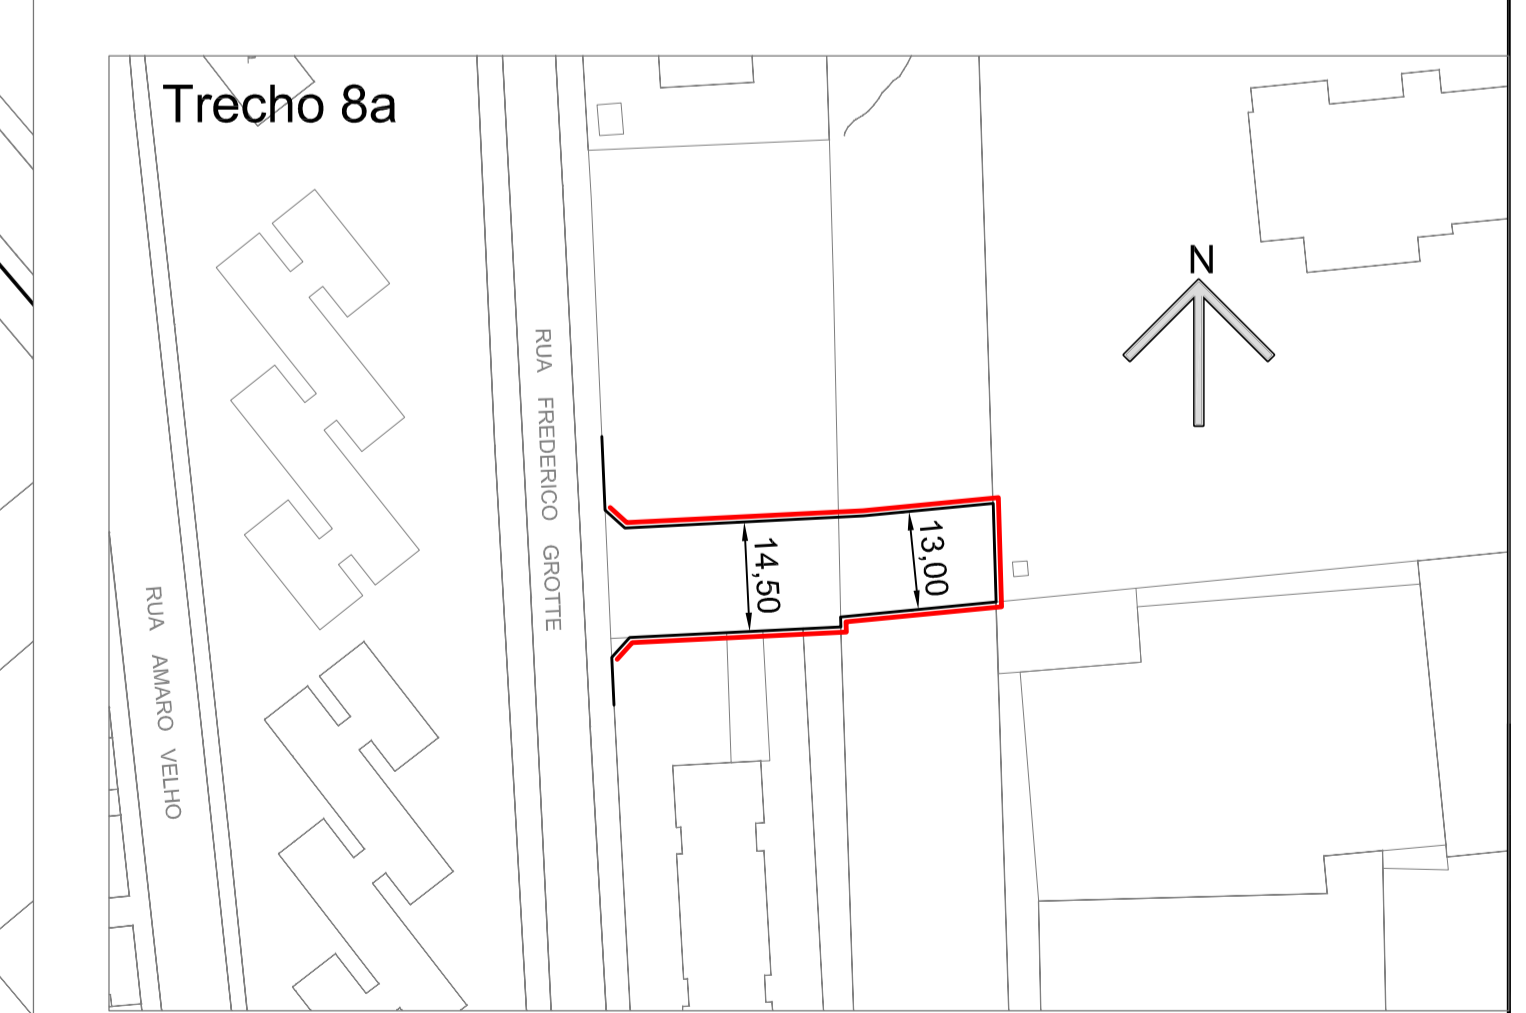 Trecho 8a
N
RUA FREDERICO GROTTE
14,50
13,00
RUA AMARO VELHO